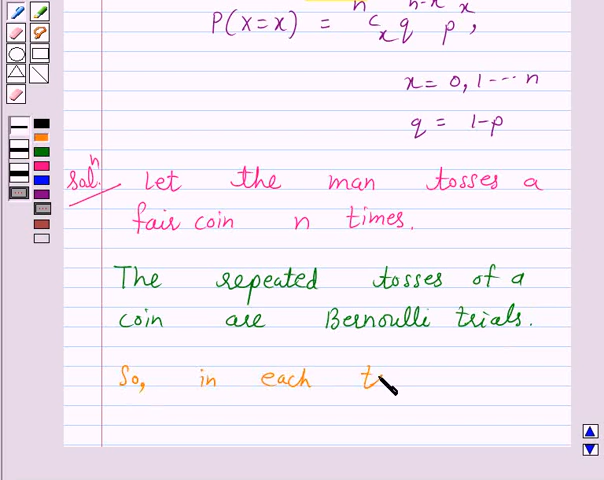 P(X=x) = ⁿCₓ qⁿ⁻ˣ pˣ,
x = 0, 1 --- n
q = 1-p
Solⁿ. Let the man tosses a
fair coin n times.
The repeated tosses of a
coin are Bernoulli trials.
So, in each t